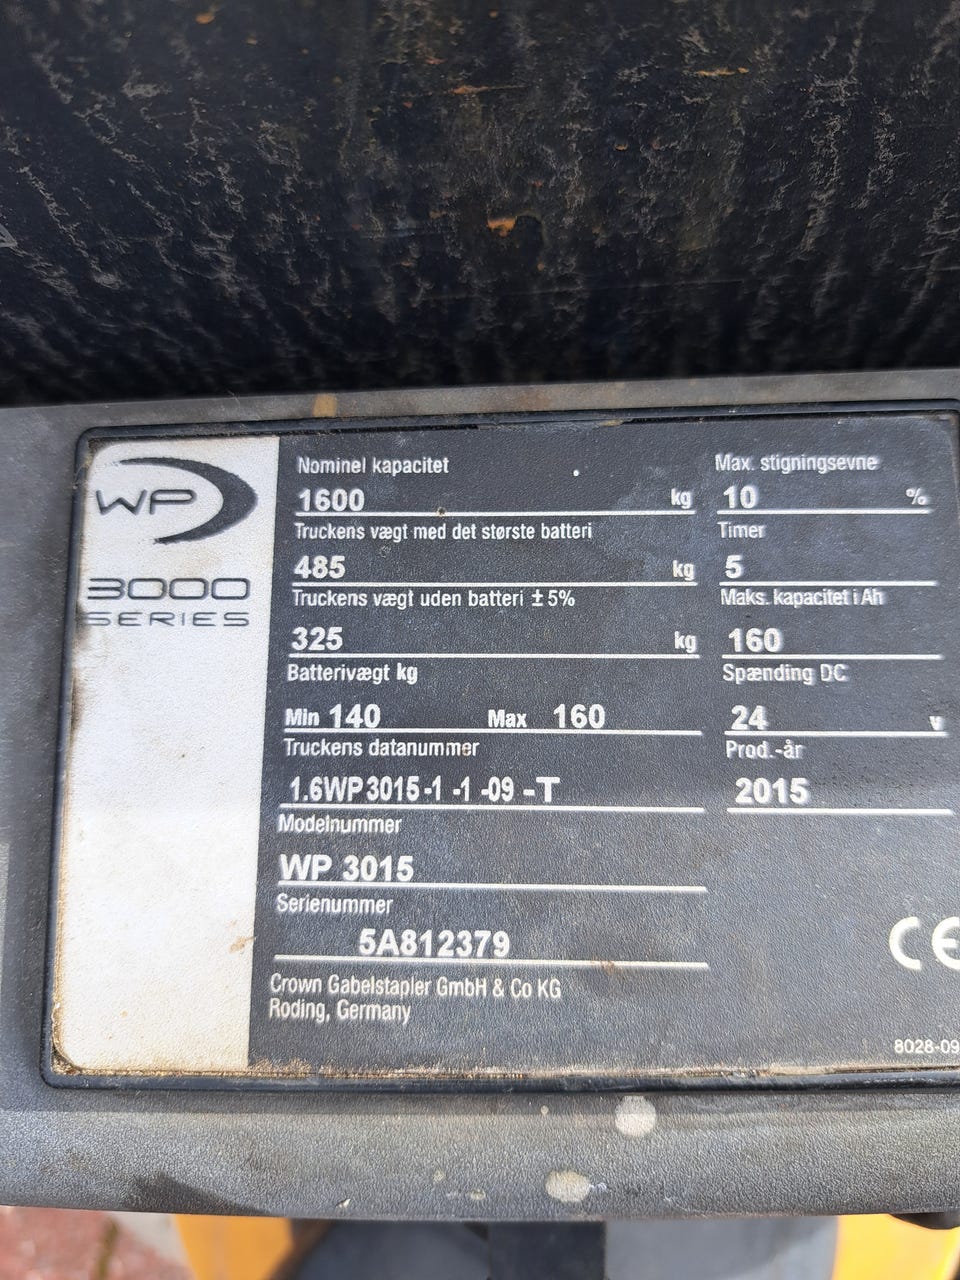 WP
3000
SERIES
Nominel kapacitet
1600 kg
Truckens vægt med det største batteri
485 kg
Truckens vægt uden batteri ± 5%
325 kg
Batterivægt kg
Min 140 Max 160
Truckens datanummer
1.6WP3015-1 -1 -09 -T
Modelnummer
WP 3015
Serienummer
5A812379
Crown Gabelstapler GmbH & Co KG
Roding, Germany
Max. stigningsevne
10 %
Timer
5
Maks. kapacitet i Ah
160
Spænding DC
24 v
Prod.-år
2015
CE
8028-09